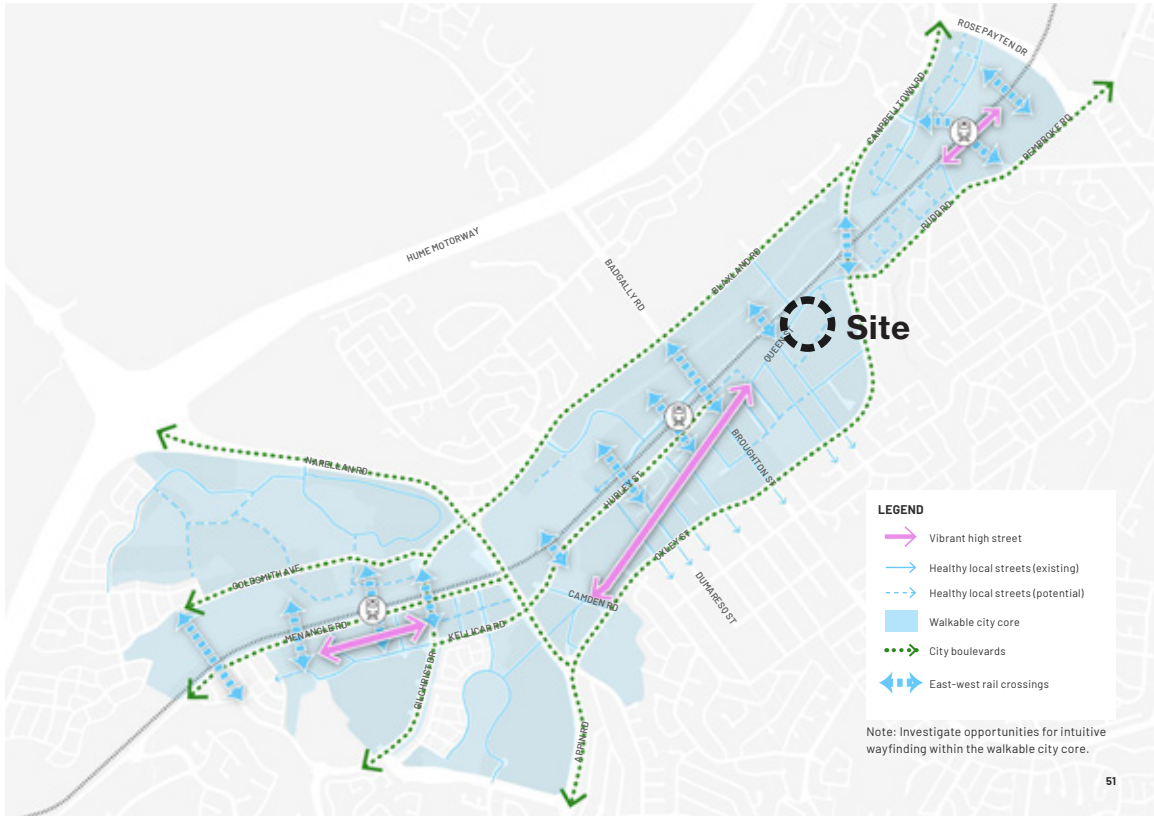 ROSE PAYTEN DR
CAMPBELLTOWN RD
PEMBROKE RD
RUDD RD
HUME MOTORWAY
BADGALLY RD
BLAXLAND RD
Site
QUEEN
BROUGHTON ST
NARELLAN RD
HURLEY ST
OXLEY ST
DUMARESQ ST
GOLDSMITH AVE
CAMDEN RD
MENANGLE RD
KELLICAR RD
GILCHRIST DR
APPIN RD
LEGEND
Vibrant high street
Healthy local streets (existing)
Healthy local streets (potential)
Walkable city core
City boulevards
East-west rail crossings
Note: Investigate opportunities for intuitive
wayfinding within the walkable city core.
51